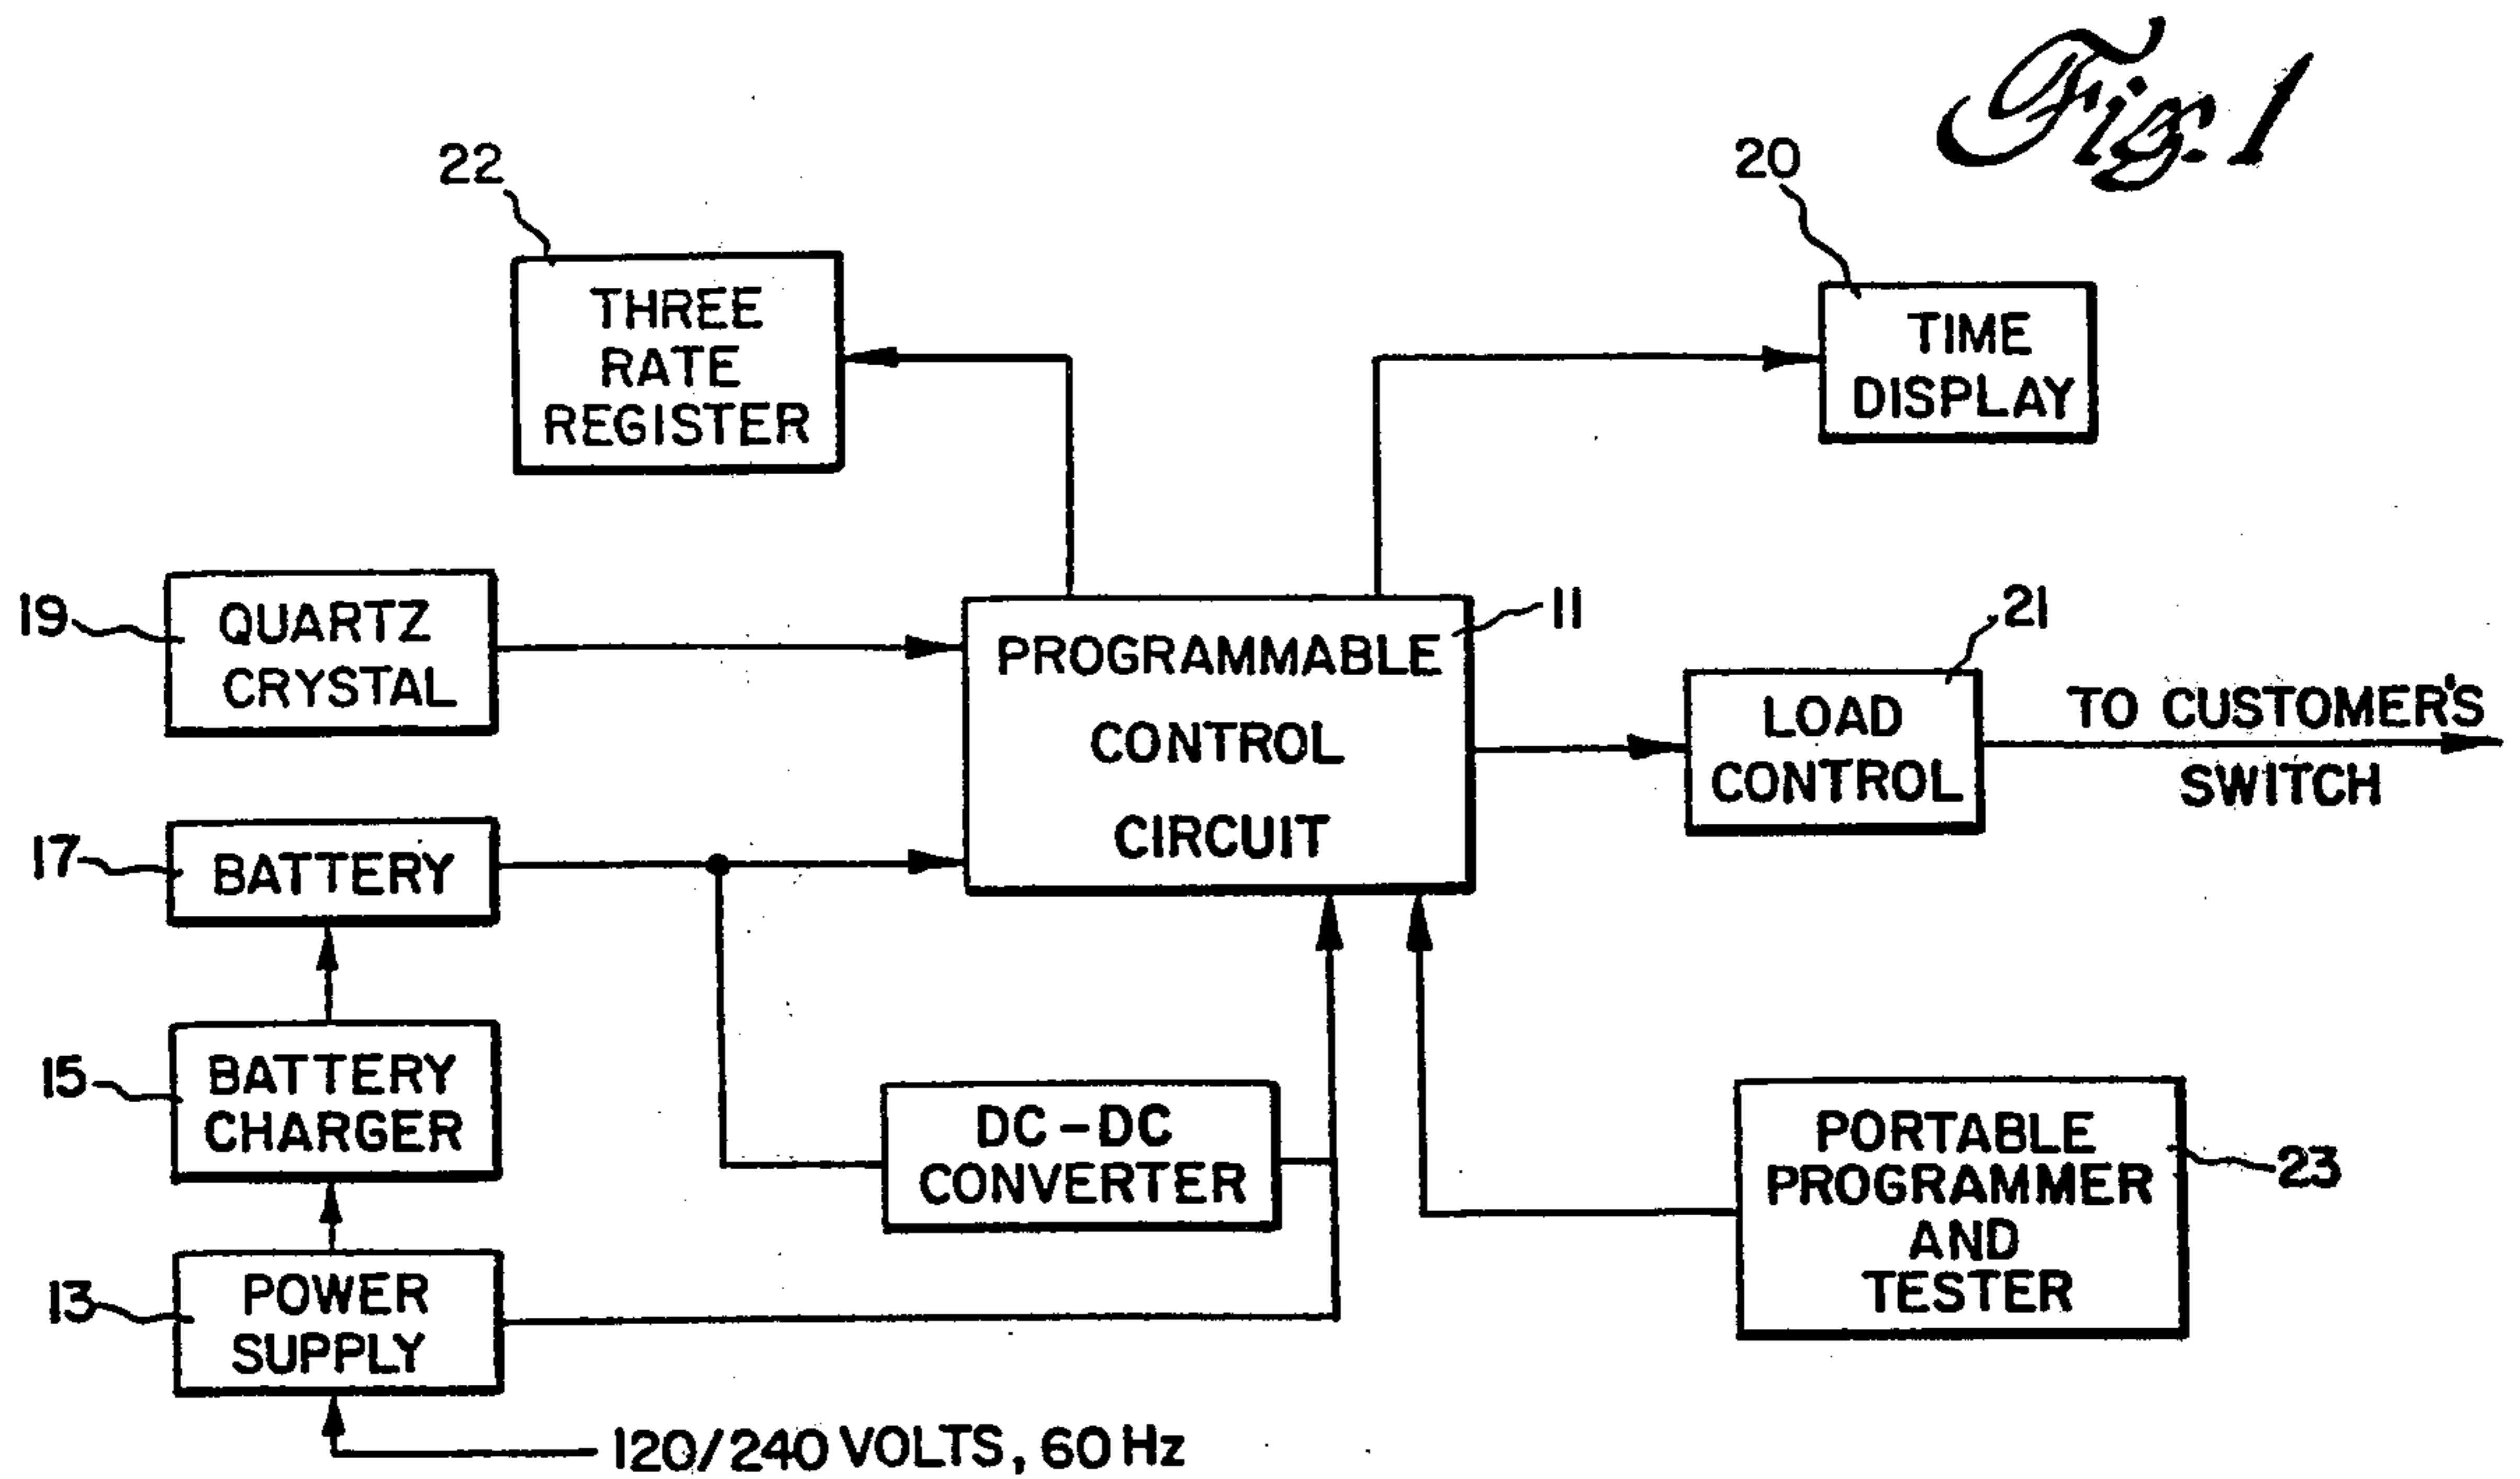 Fig. 1
22
20
THREE
RATE
REGISTER
TIME
DISPLAY
19
QUARTZ
CRYSTAL
11
PROGRAMMABLE
CONTROL
CIRCUIT
21
LOAD
CONTROL
TO CUSTOMER'S
SWITCH
17
BATTERY
15
BATTERY
CHARGER
DC-DC
CONVERTER
PORTABLE
PROGRAMMER
AND
TESTER
23
13
POWER
SUPPLY
120/240 VOLTS, 60 Hz